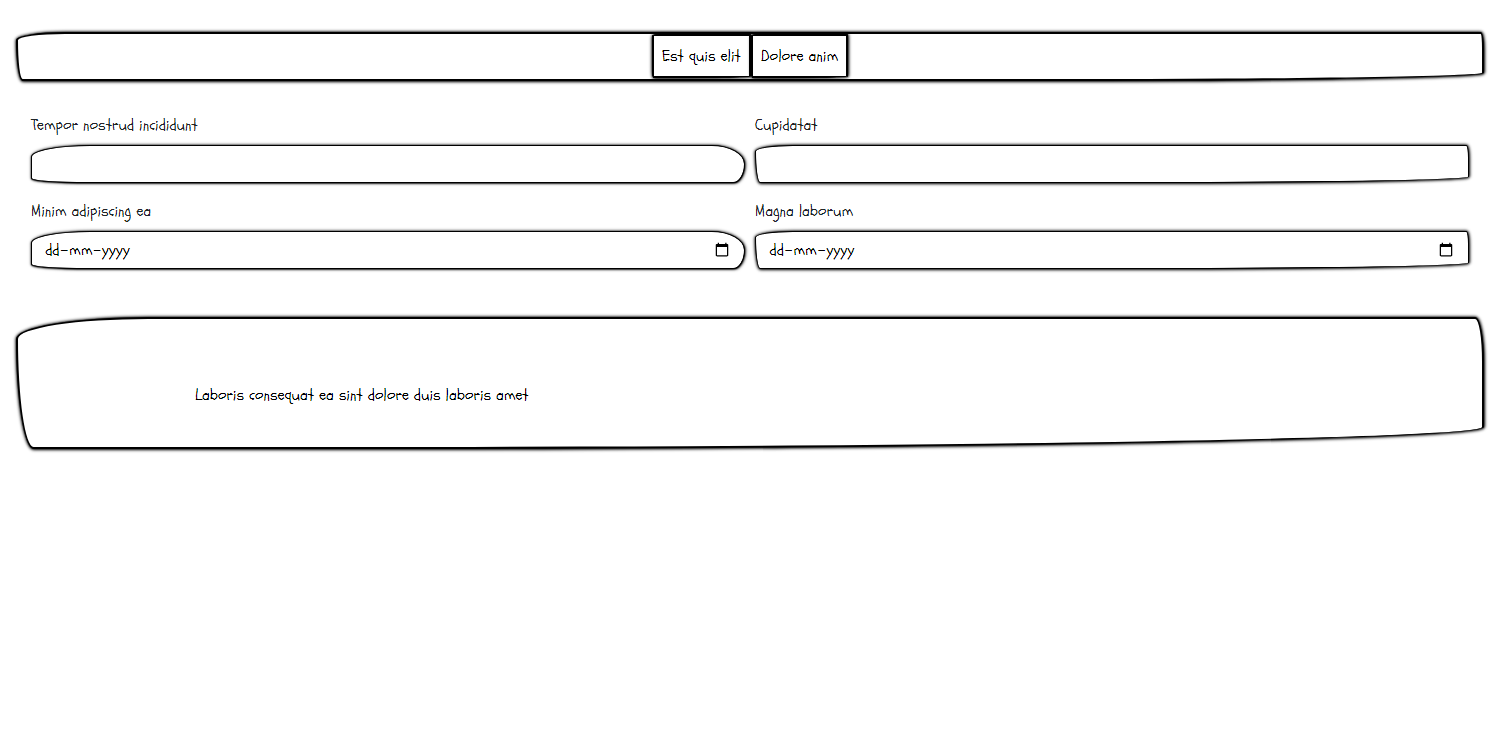 Est quis elit Dolore anim
Tempor nostrud incididunt Cupidatat
Minim adipiscing ea Magna laborum
dd-mm-yyyy dd-mm-yyyy
Laboris consequat ea sint dolore duis laboris amet